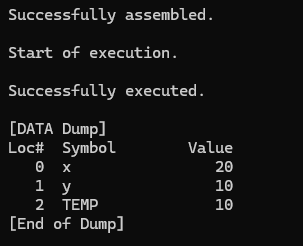 Successfully assembled.
Start of execution.
Successfully executed.
[DATA Dump]
Loc#  Symbol        Value
   0  x                20
   1  y                10
   2  TEMP             10
[End of Dump]